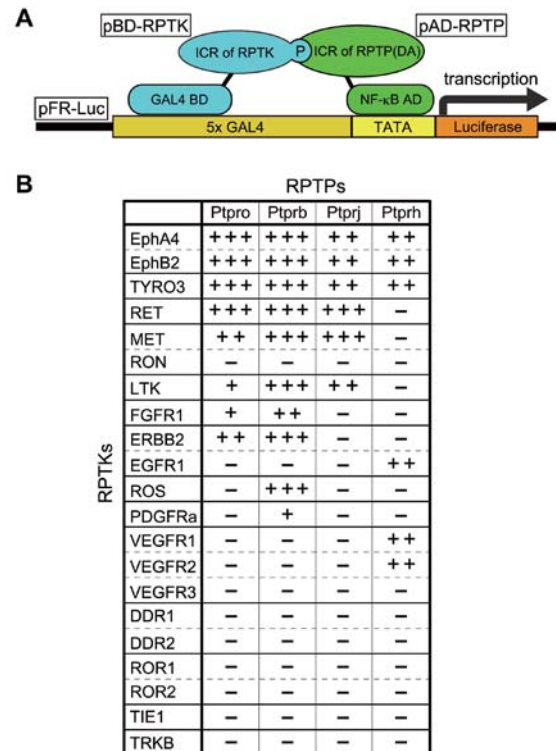 A
pBD-RPTK
pAD-RPTP
ICR of RPTK
P
ICR of RPTP(DA)
transcription
pFR-Luc
GAL4 BD
NF-κB AD
5x GAL4
TATA
Luciferase
B
RPTPs
Ptpro Ptprb Ptprj Ptprh
RPTKs
EphA4 +++ +++ ++ ++
EphB2 +++ +++ ++ ++
TYRO3 +++ +++ ++ ++
RET +++ +++ +++ −
MET ++ +++ +++ −
RON − − − −
LTK + +++ ++ −
FGFR1 + ++ − −
ERBB2 ++ +++ − −
EGFR1 − − − ++
ROS − +++ − −
PDGFRa − + − −
VEGFR1 − − − ++
VEGFR2 − − − ++
VEGFR3 − − − −
DDR1 − − − −
DDR2 − − − −
ROR1 − − − −
ROR2 − − − −
TIE1 − − − −
TRKB − − − −